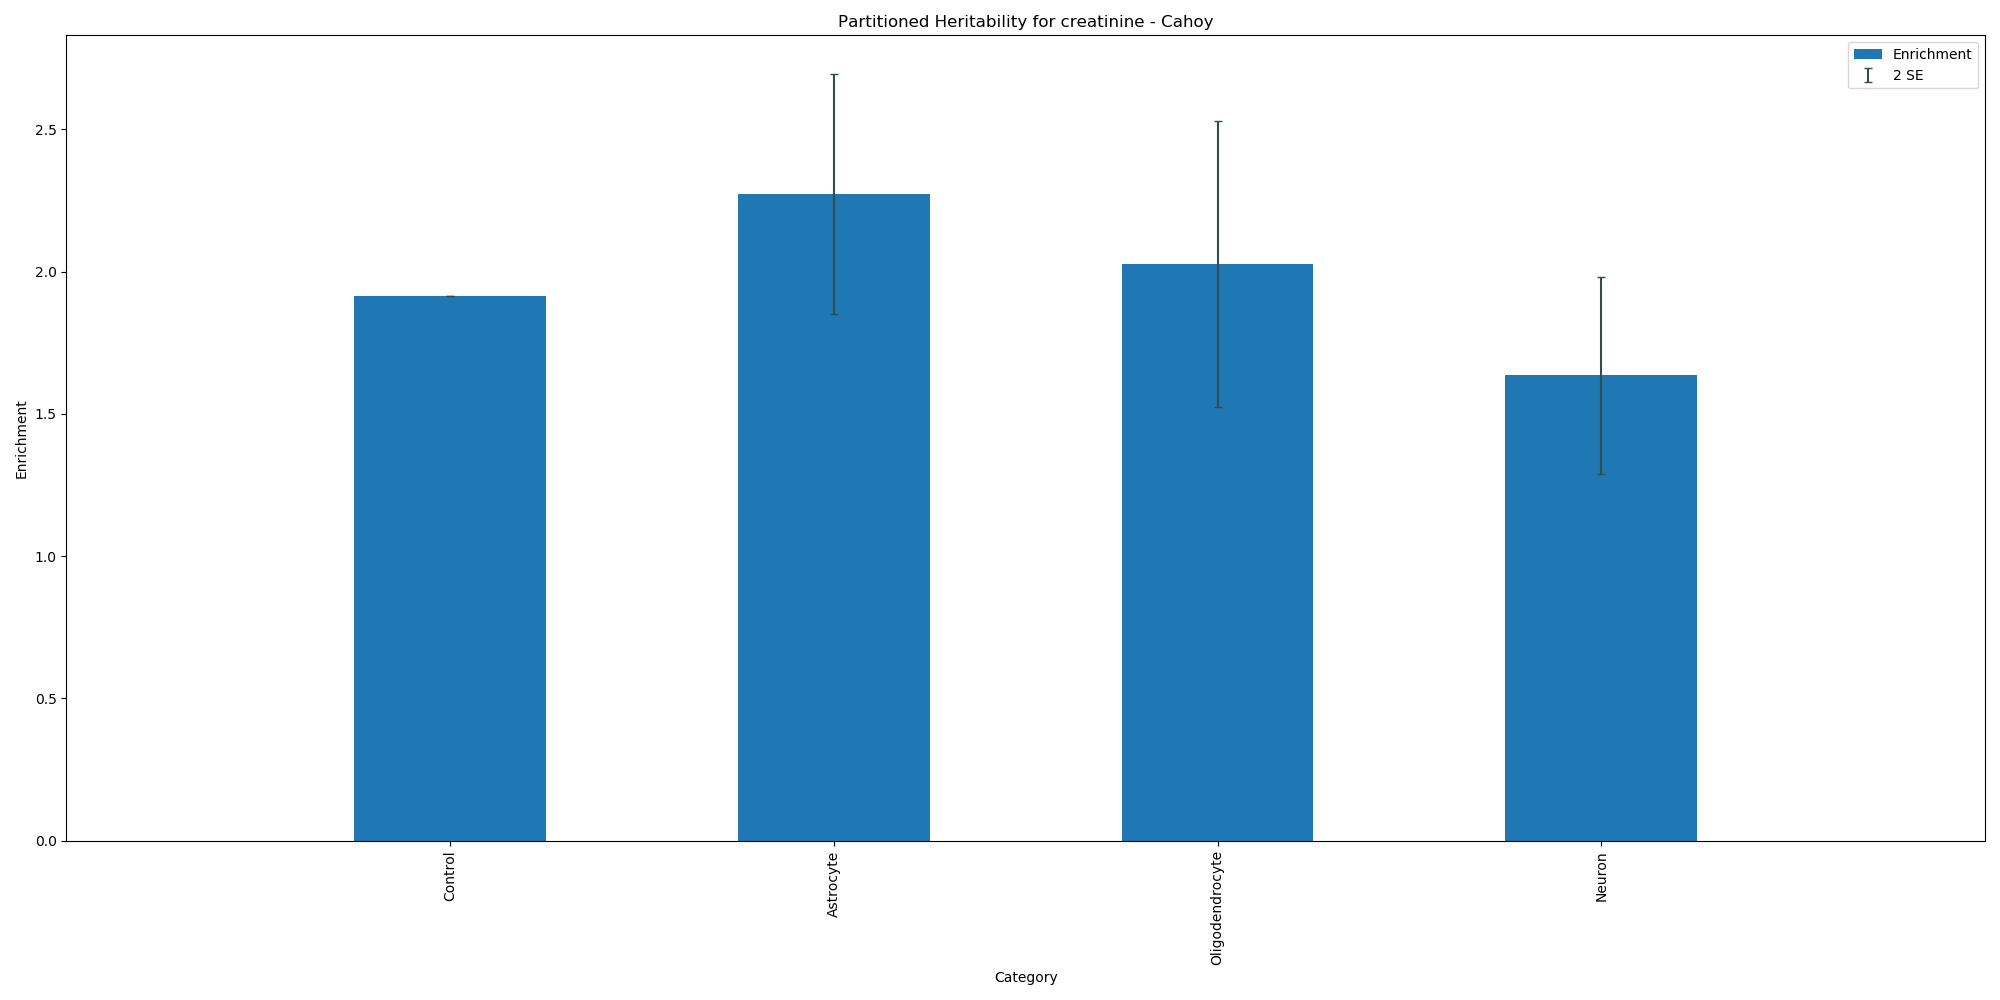 Partitioned Heritability for creatinine - Cahoy
Enrichment
2 SE
Enrichment
2.5
2.0
1.5
1.0
0.5
0.0
Control
Astrocyte
Oligodendrocyte
Neuron
Category